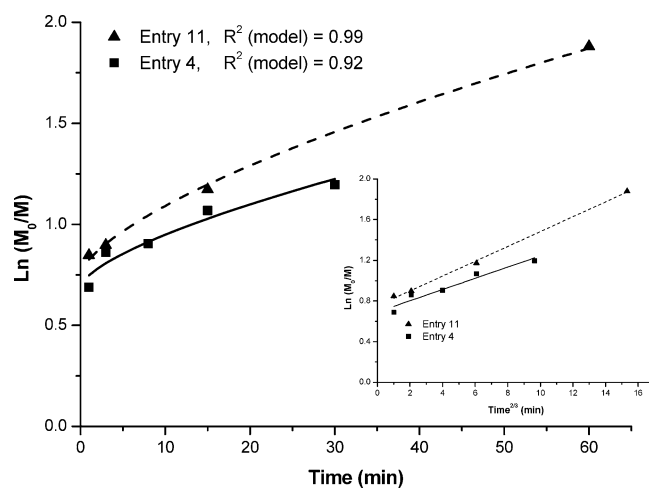 2.0
1.5
1.0
0.5
0.0
Ln (M₀/M)
Entry 11, R² (model) = 0.99
Entry 4, R² (model) = 0.92
0 10 20 30 40 50 60
Time (min)
2.0
1.6
1.2
0.8
0.4
0.0
Ln (M₀/M)
Entry 11
Entry 4
0 2 4 6 8 10 12 14 16
Time²/³ (min)